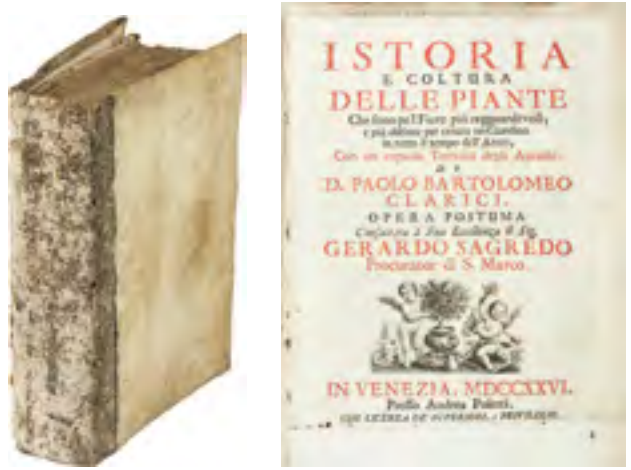 ISTORIA
E COLTURA
DELLE PIANTE
Che sono pe'l Fiore più ragguardevoli,
e più distinte per ornare un Giardino
in tutto il tempo dell'Anno,
Con un copioso Trattato degli Agrumi.
DI
D. PAOLO BARTOLOMEO
CLARICI.
OPERA POSTUMA
Consacrata à Sua Eccellenza il Sig.
GERARDO SAGREDO
Procurator di S. Marco.
IN VENEZIA, MDCCXXVI.
Presso Andrea Poletti.
CON LICENZA DE' SUPERIORI, e PRIVILEGIO.